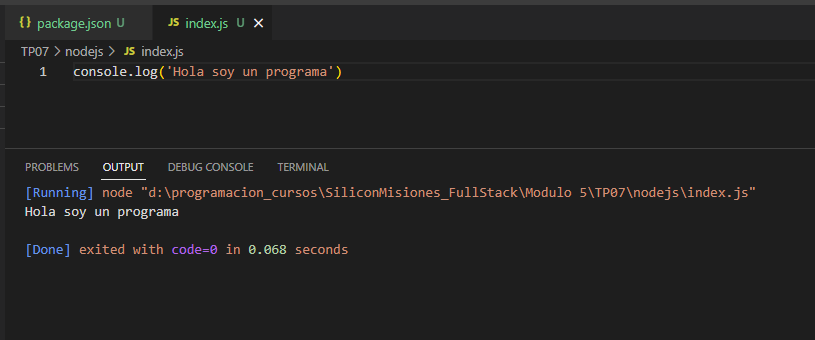 {} package.json U JS index.js U ×
TP07 > nodejs > JS index.js
1 console.log('Hola soy un programa')
PROBLEMS OUTPUT DEBUG CONSOLE TERMINAL
[Running] node "d:\programacion_cursos\SiliconMisiones_FullStack\Modulo 5\TP07\nodejs\index.js"
Hola soy un programa
[Done] exited with code=0 in 0.068 seconds